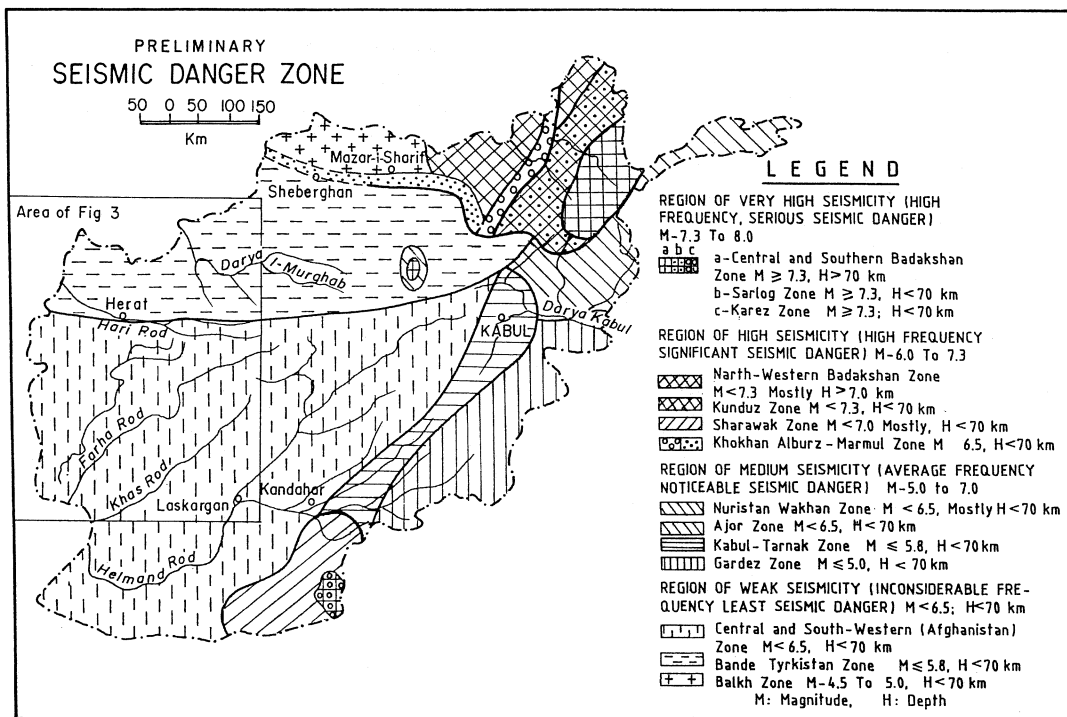 PRELIMINARY
SEISMIC DANGER ZONE
50 0 50 100 150
Km
Mazar-i-Sharif
Sheberghan
Area of Fig 3
Darya
I-Murghab
Herat
Hari Rod
KABUL
Darya Kabul
Farha Rod
Khas Rod
Laskargan
Kandahar
Helmand Rod
LEGEND
REGION OF VERY HIGH SEISMICITY (HIGH
FREQUENCY, SERIOUS SEISMIC DANGER)
M-7.3 To 8.0
a b c
a-Central and Southern Badakshan
Zone M ≥ 7.3, H> 70 km
b-Sarlog Zone M ≥ 7.3, H<70 km
c-Karez Zone M ≥ 7.3; H<70 km
REGION OF HIGH SEISMICITY (HIGH FREQUENCY
SIGNIFICANT SEISMIC DANGER) M-6.0 To 7.3
Narth-Western Badakshan Zone
M<7.3 Mostly H>7.0 km
Kunduz Zone M <7.3, H<70 km
Sharawak Zone M <7.0 Mostly, H <70 km
Khokhan Alburz-Marmul Zone M 6.5, H<70 km
REGION OF MEDIUM SEISMICITY (AVERAGE FREQUENCY
NOTICEABLE SEISMIC DANGER) M-5.0 to 7.0
Nuristan Wakhan Zone M <6.5, Mostly H<70 km
Ajor Zone M<6.5, H<70 km
Kabul-Tarnak Zone M ≤ 5.8, H<70 km
Gardez Zone M ≤ 5.0, H < 70 km
REGION OF WEAK SEISMICITY (INCONSIDERABLE FRE-
QUENCY LEAST SEISMIC DANGER) M<6.5; H<70 km
Central and South-Western (Afghanistan)
Zone M<6.5, H<70 km
Bande Tyrkistan Zone M ≤ 5.8, H<70 km
Balkh Zone M-4.5 To 5.0, H<70 km
M: Magnitude, H: Depth